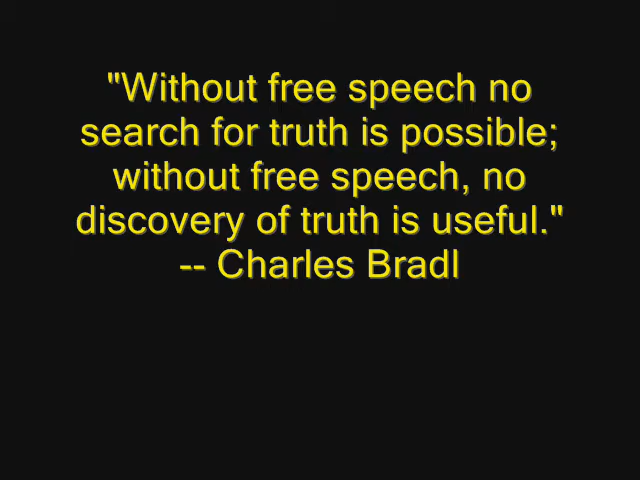 "Without free speech no
search for truth is possible;
without free speech, no
discovery of truth is useful."
-- Charles Bradl